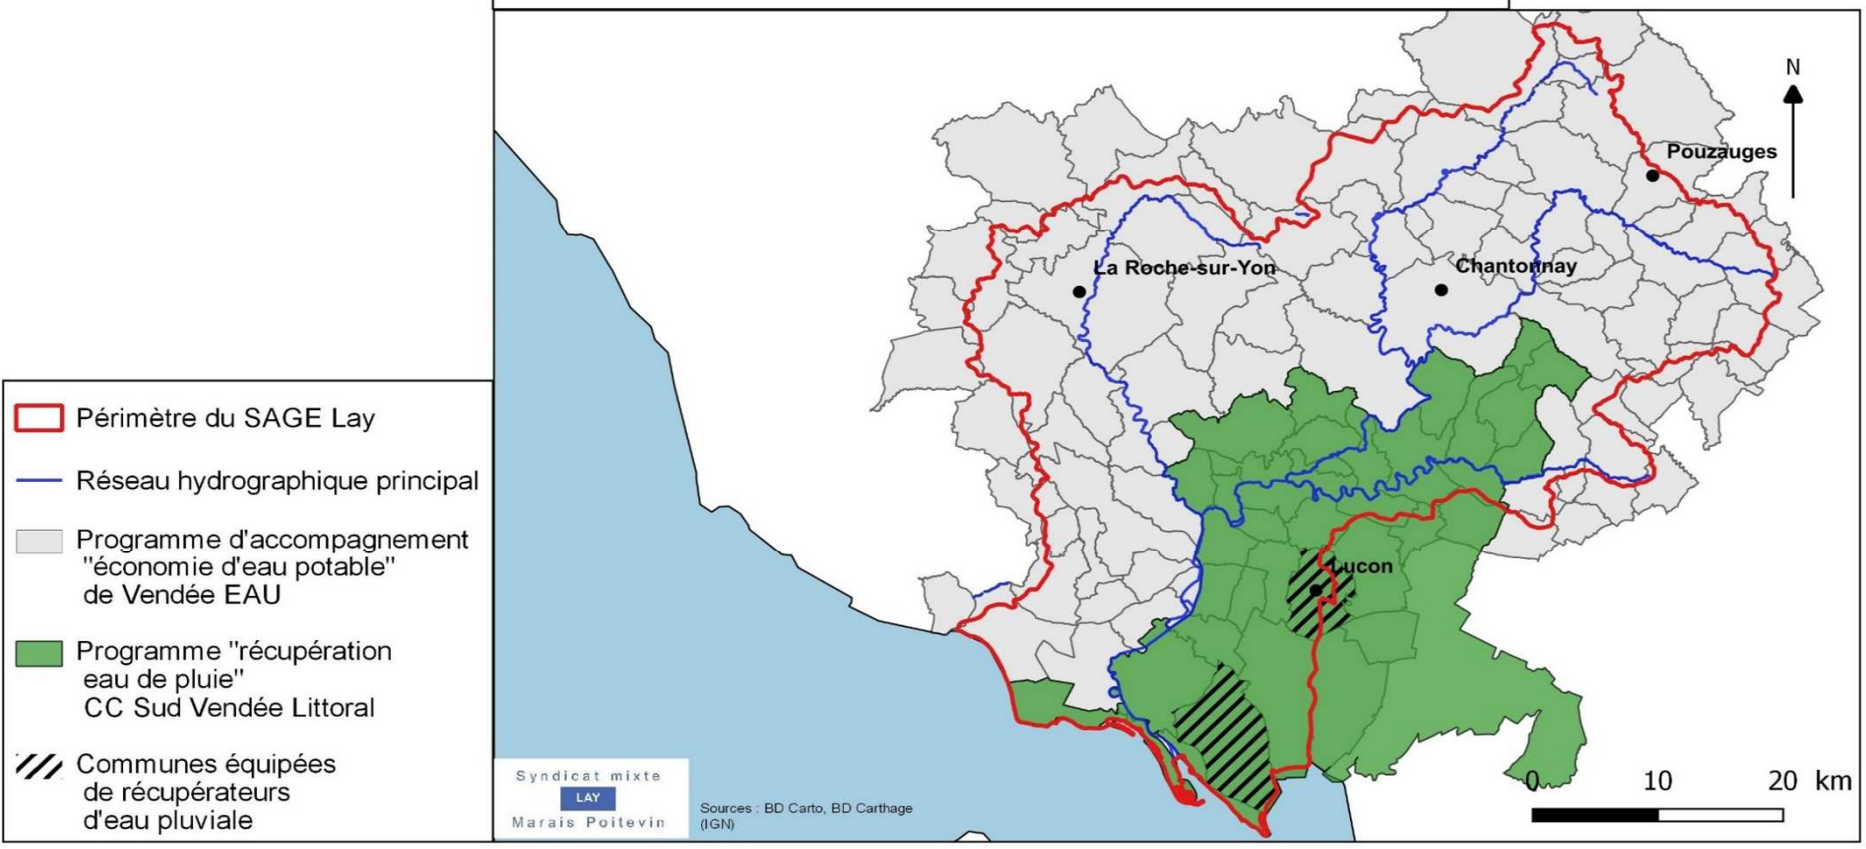 N
Pouzauges
La Roche-sur-Yon
Chantonnay
Lucon
Périmètre du SAGE Lay
Réseau hydrographique principal
Programme d'accompagnement
"économie d'eau potable"
de Vendée EAU
Programme "récupération
eau de pluie"
CC Sud Vendée Littoral
Communes équipées
de récupérateurs
d'eau pluviale
Syndicat mixte
LAY
Marais Poitevin
Sources : BD Carto, BD Carthage
(IGN)
0 10 20 km